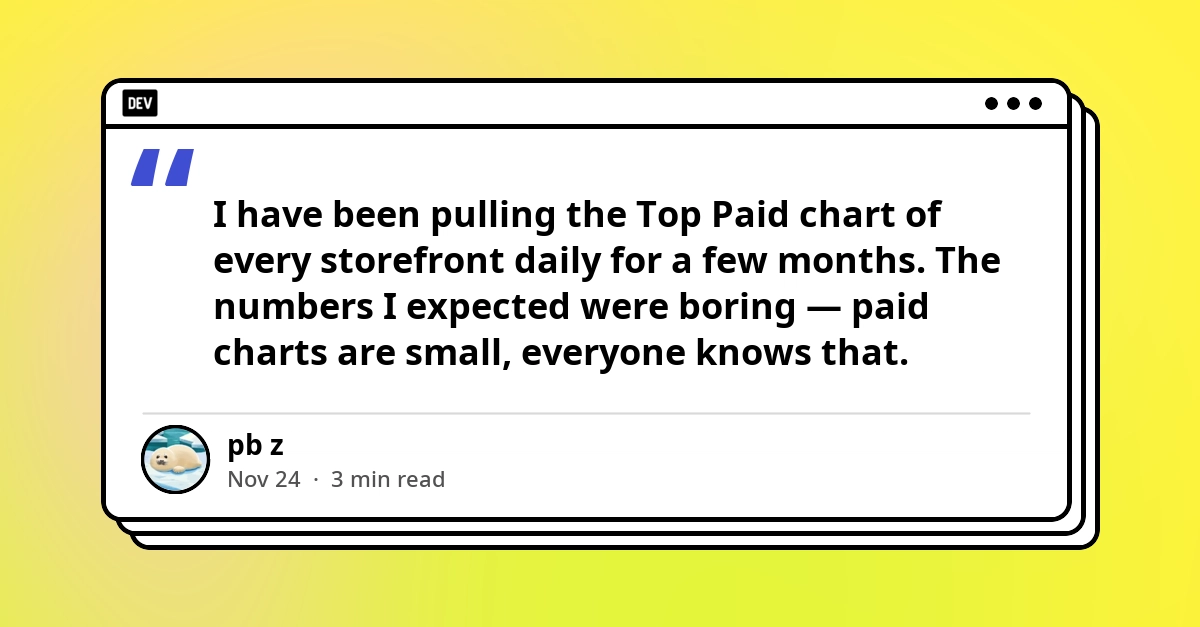 DEV
I have been pulling the Top Paid chart of
every storefront daily for a few months. The
numbers I expected were boring — paid
charts are small, everyone knows that.
pb z
Nov 24 · 3 min read